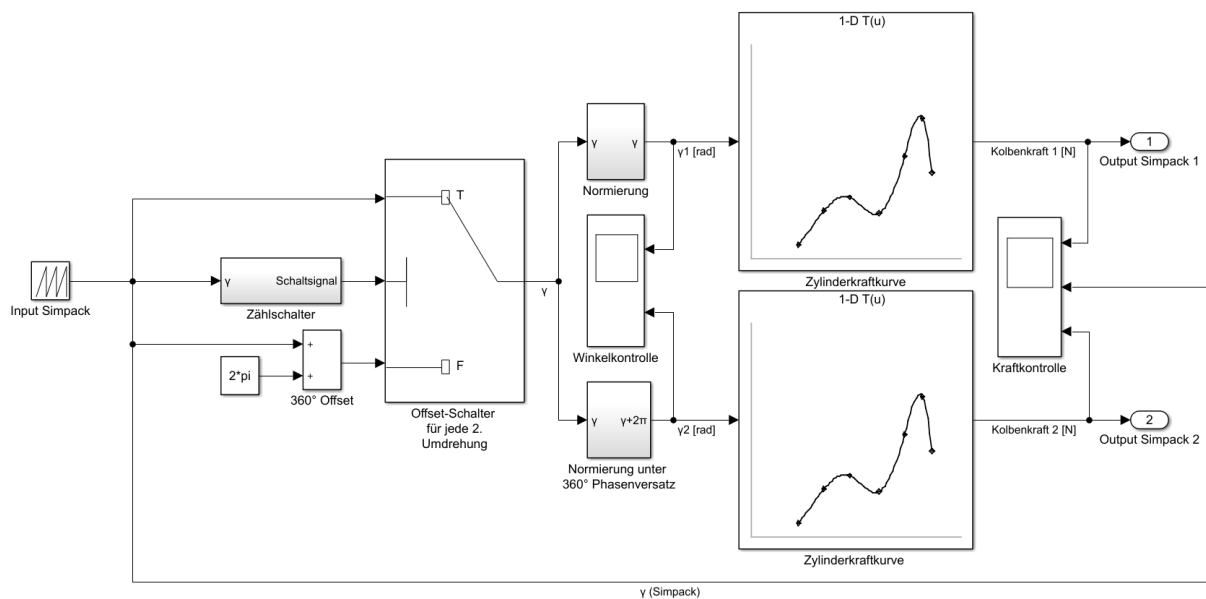 1-D T(u)
γ
γ
Normierung
γ1 [rad]
Kolbenkraft 1 [N]
1
Output Simpack 1
T
Input Simpack
γ
Schaltsignal
Zählschalter
γ
Winkelkontrolle
Zylinderkraftkurve
1-D T(u)
Kraftkontrolle
+
+
2*pi
360° Offset
F
Offset-Schalter
für jede 2.
Umdrehung
γ
γ+2π
Normierung unter
360° Phasenversatz
γ2 [rad]
Kolbenkraft 2 [N]
2
Output Simpack 2
Zylinderkraftkurve
γ (Simpack)